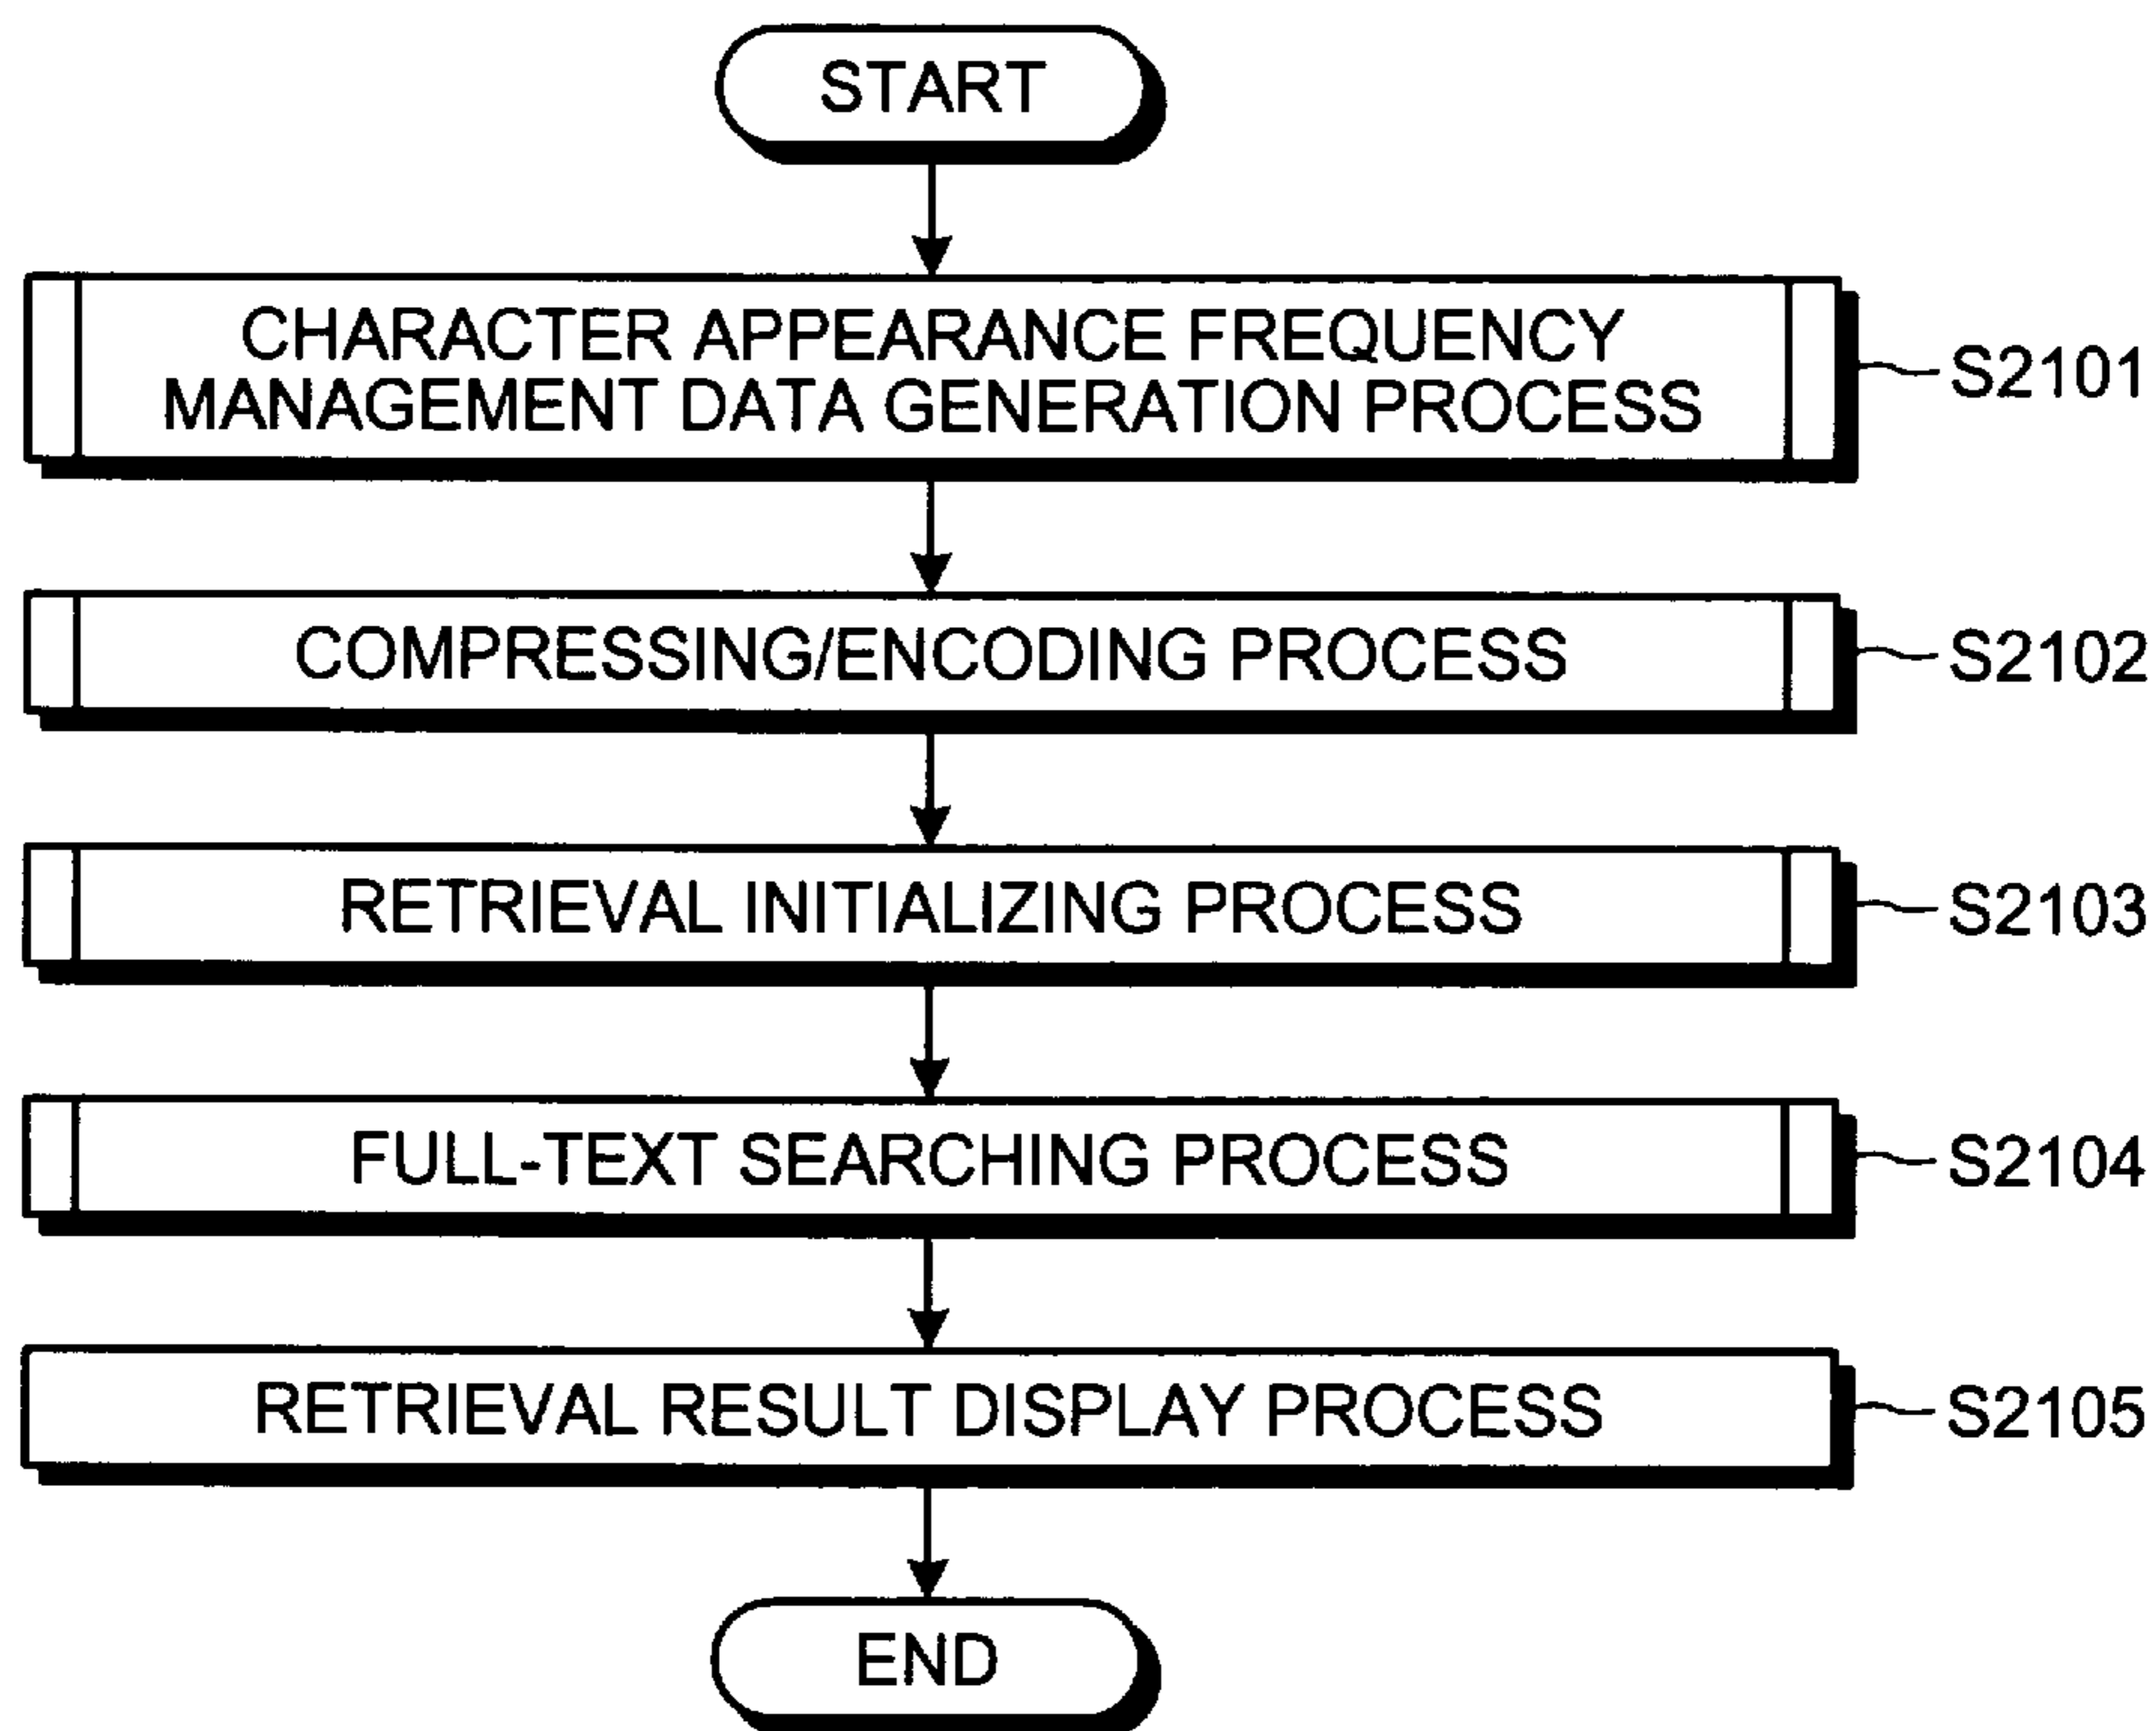 START
CHARACTER APPEARANCE FREQUENCY
MANAGEMENT DATA GENERATION PROCESS
S2101
COMPRESSING/ENCODING PROCESS
S2102
RETRIEVAL INITIALIZING PROCESS
S2103
FULL-TEXT SEARCHING PROCESS
S2104
RETRIEVAL RESULT DISPLAY PROCESS
S2105
END